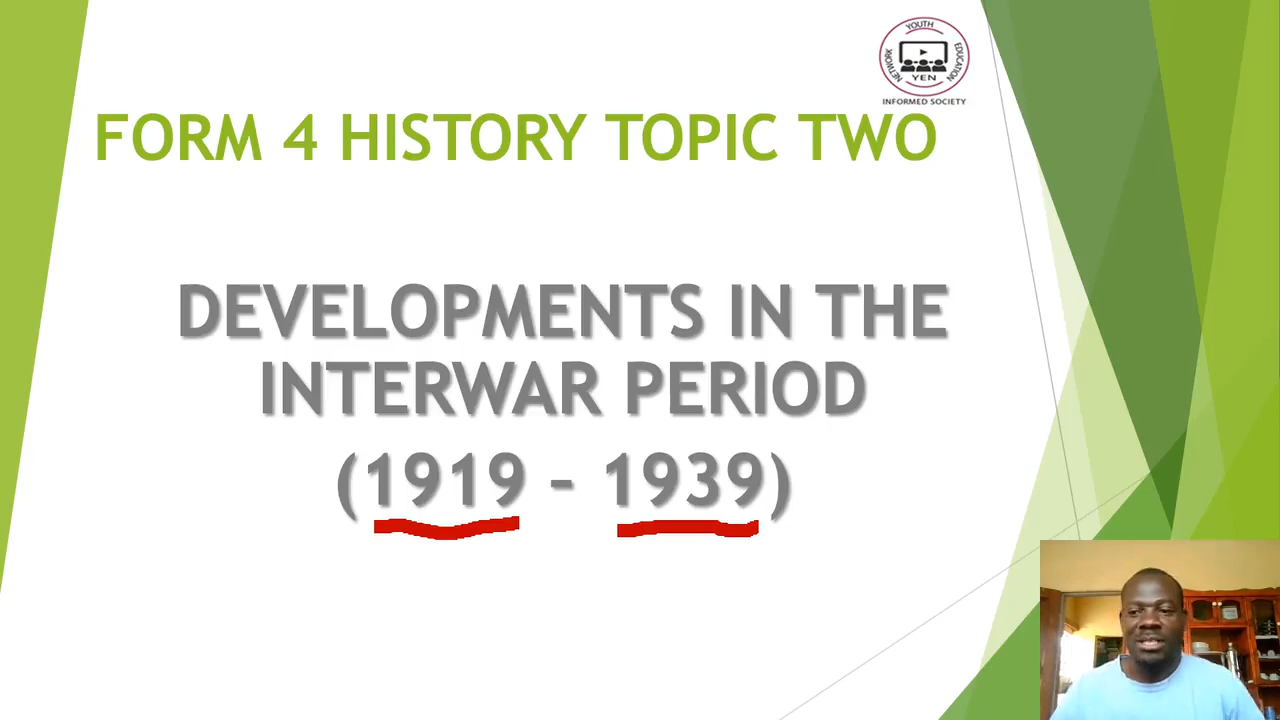 YOUTH
EDUCATION
NETWORK
YEN
INFORMED SOCIETY
FORM 4 HISTORY TOPIC TWO
DEVELOPMENTS IN THE
INTERWAR PERIOD
(1919 – 1939)